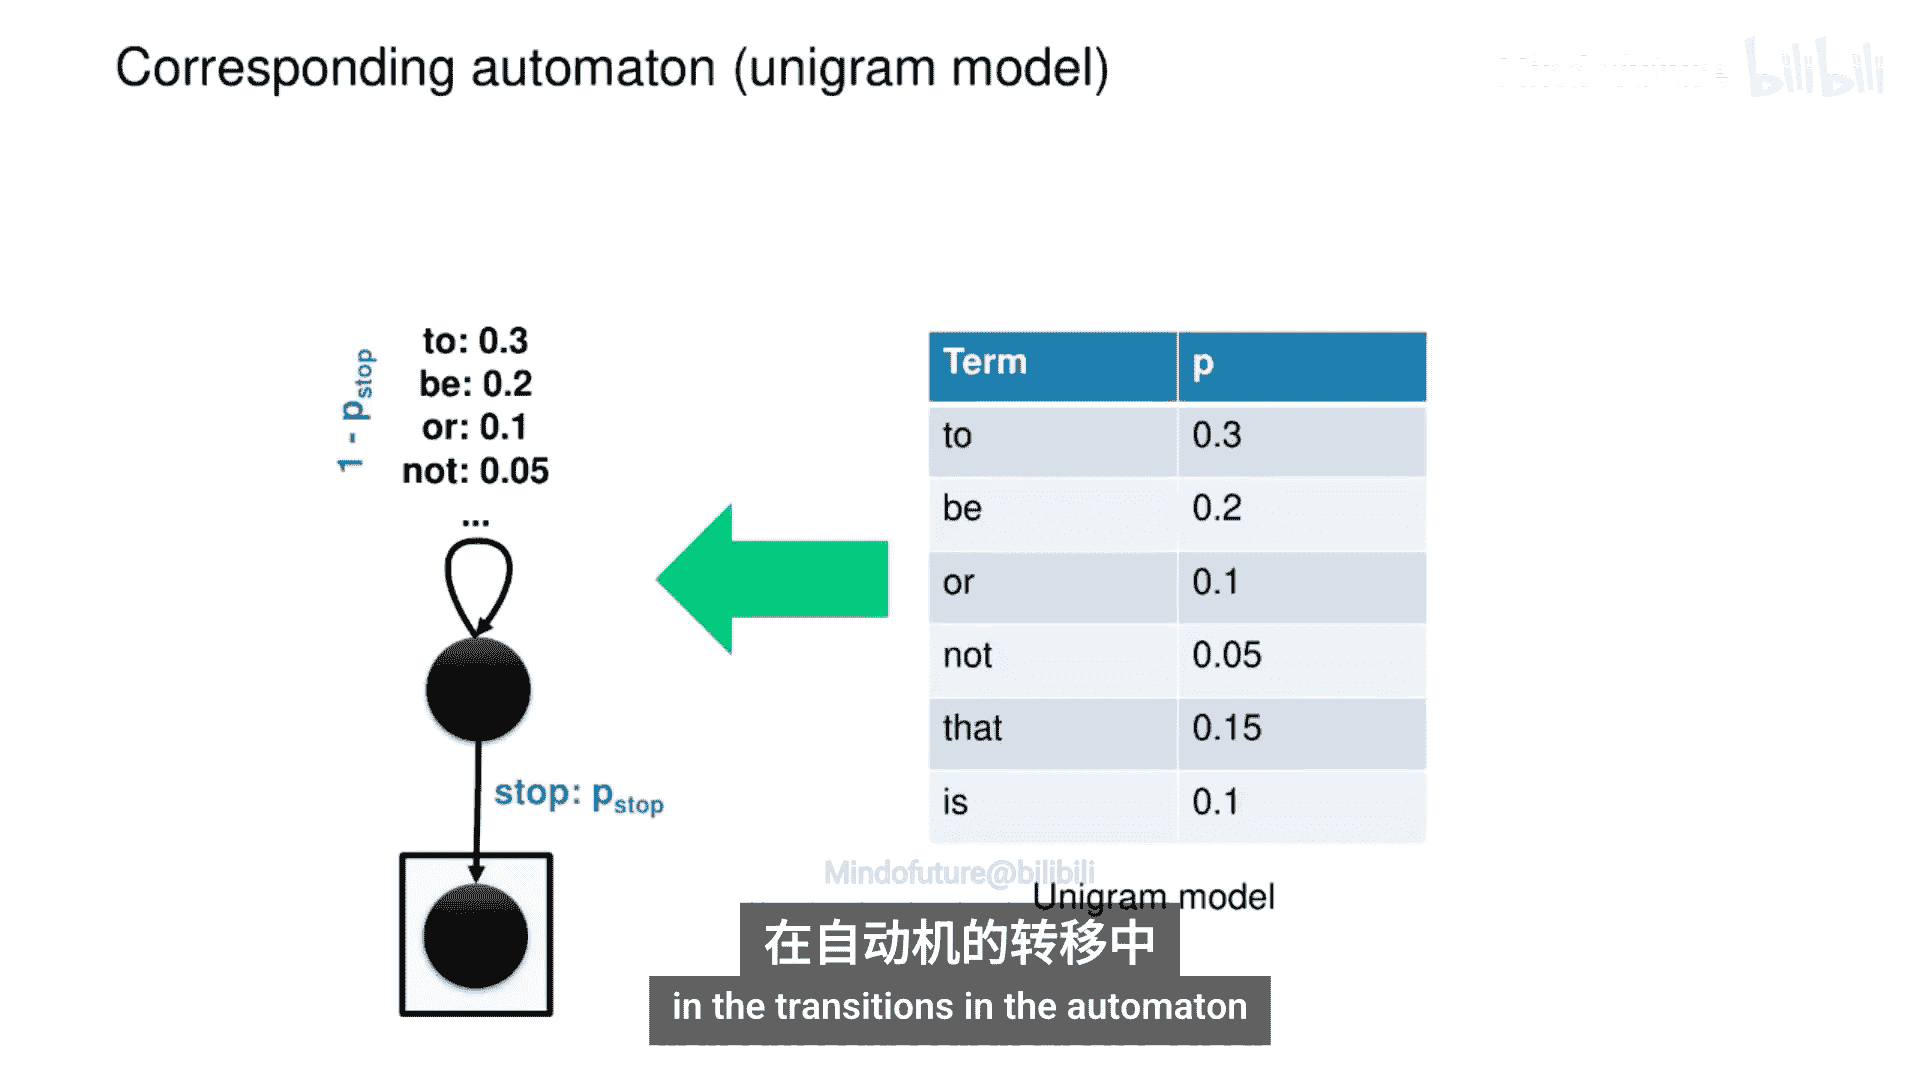 Corresponding automaton (unigram model)
bilibili
to: 0.3
be: 0.2
or: 0.1
not: 0.05
...
1 - pstop
stop: pstop
Term p
to 0.3
be 0.2
or 0.1
not 0.05
that 0.15
is 0.1
Mindofuture@bilibili
Unigram model
在自动机的转移中
in the transitions in the automaton